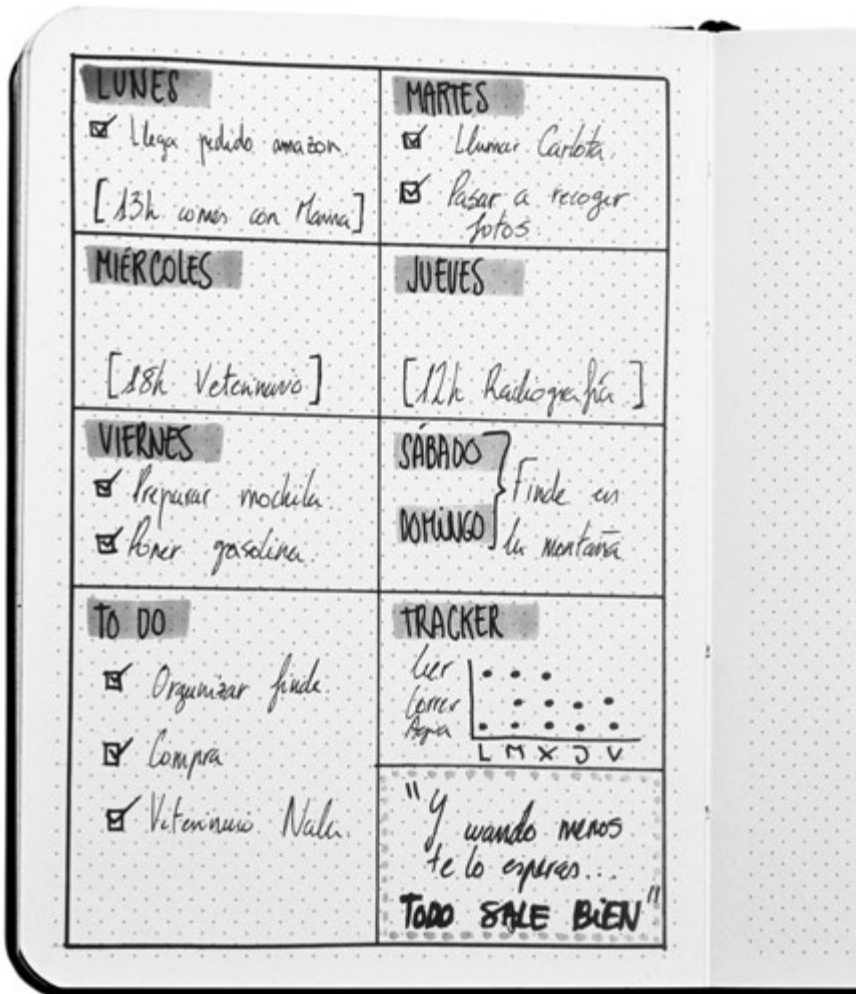 LUNES
Llega pedido amazon.
[13h comer con Marina]
MARTES
Llamar Carlota.
Pasar a recoger
fotos.
MIÉRCOLES
[18h Veterinario]
JUEVES
[12h Radiografía]
VIERNES
Preparar mochila.
Poner gasolina.
SÁBADO
DOMINGO
Finde en
la montaña
TO DO
Organizar finde.
Compra
Veterinario Nala.
TRACKER
Leer
Correr
Agua
L M X J V
"Y cuando menos
te lo esperas...
TODO SALE BIEN"